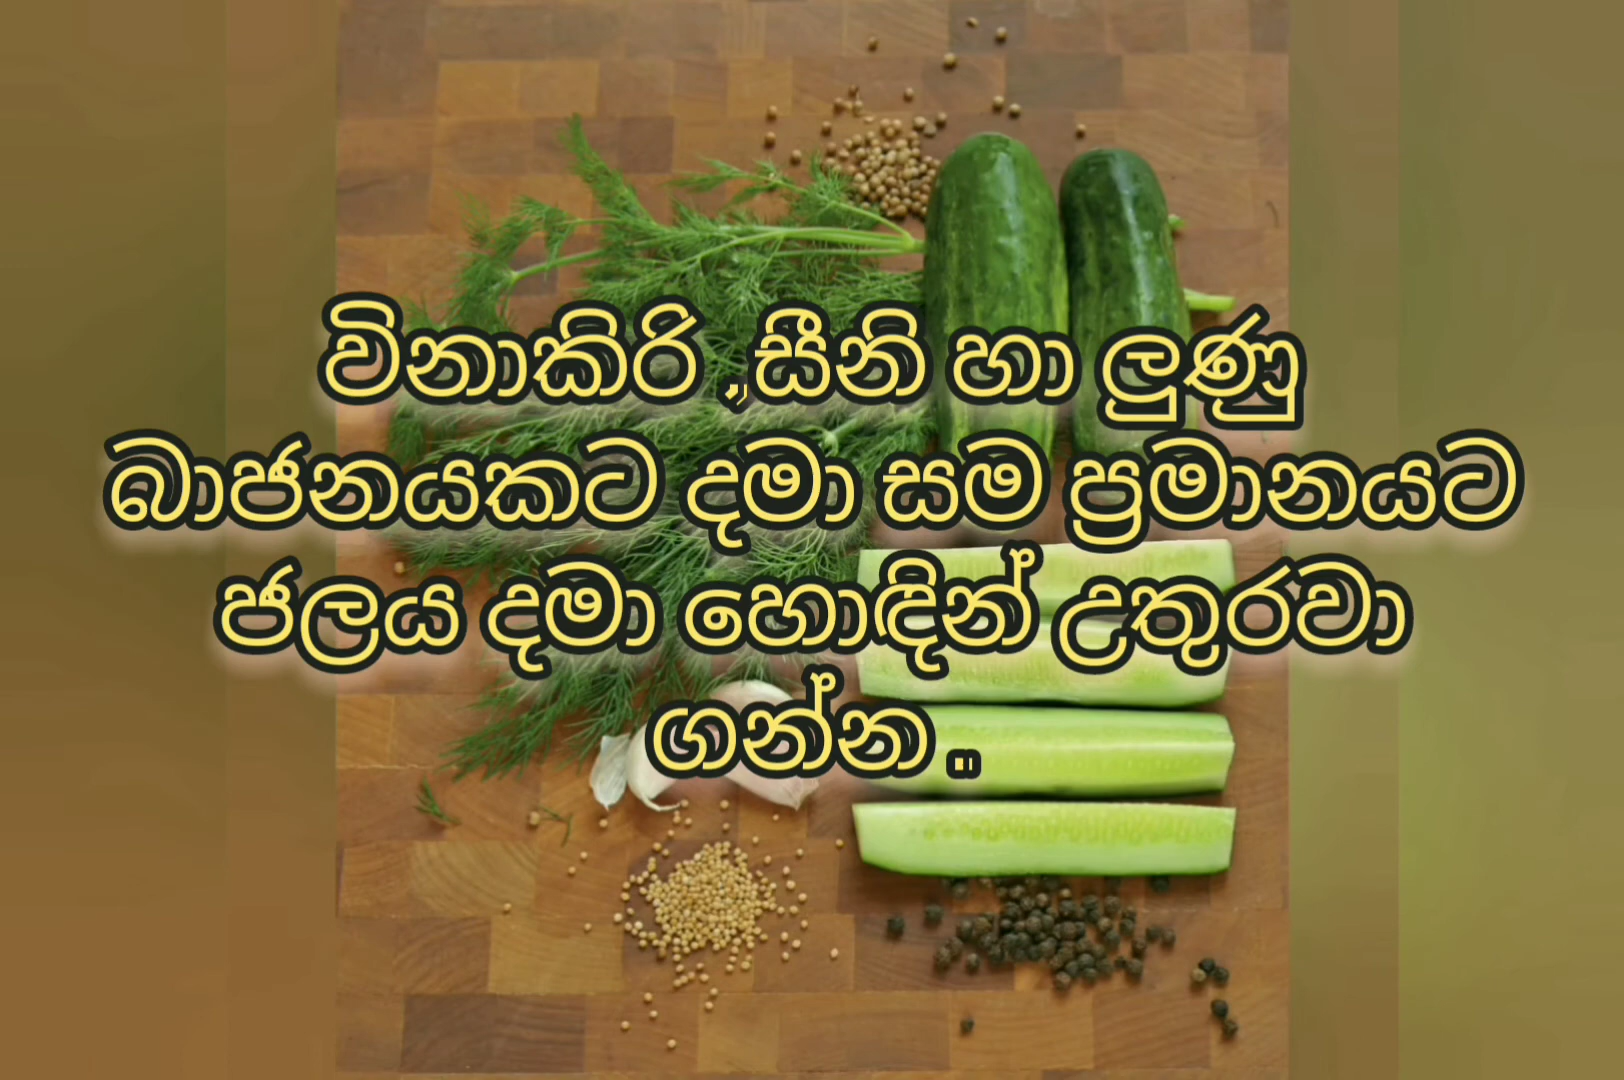 විනාකිරි ,,සීනි හා ලුණු
බාජනයකට දමා සම ප්‍රමානයට
ජලය දමා හොඳින් උතුරවා
ගන්න ..